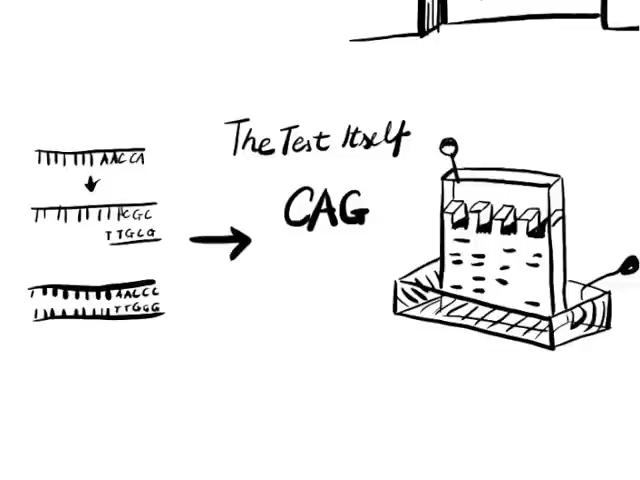 The Test Itself
CAG
AACCA
CGC
TTGCG
AACCC
TTGGG